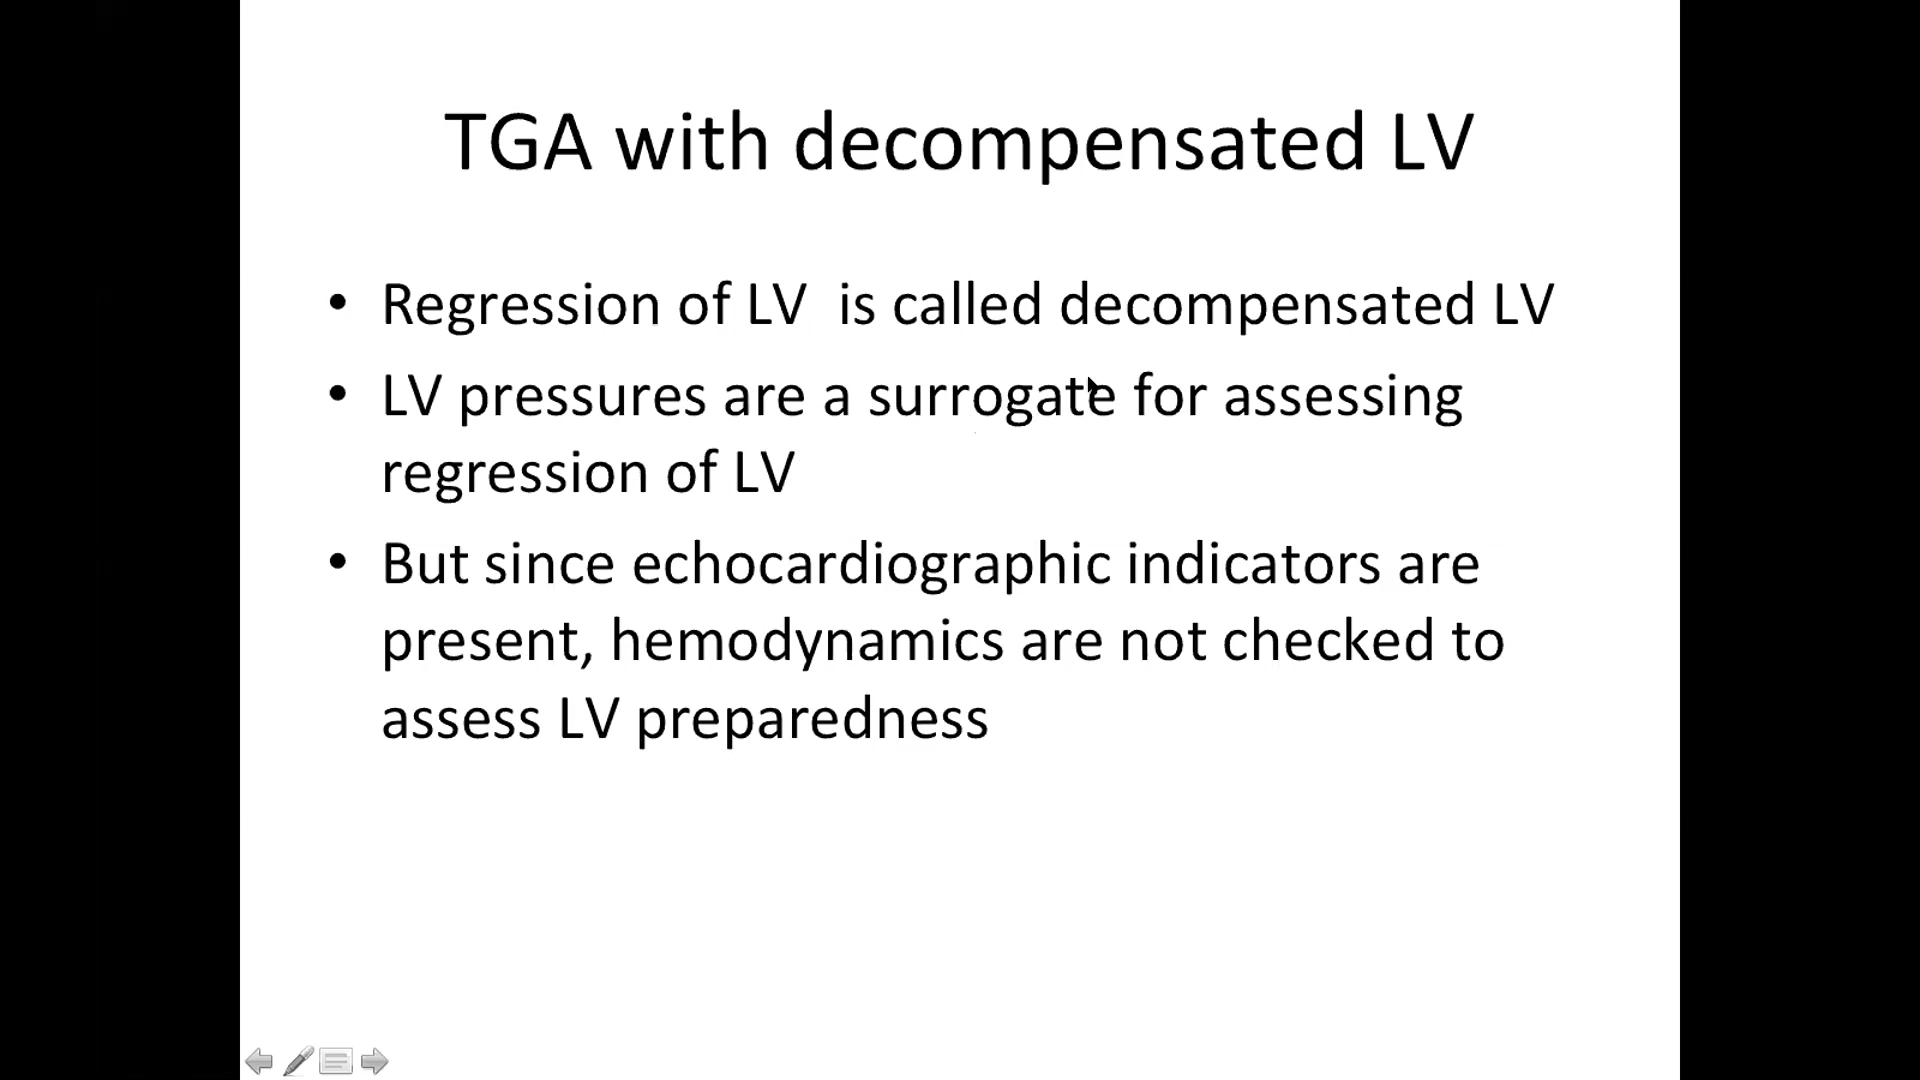 TGA with decompensated LV
• Regression of LV  is called decompensated LV
• LV pressures are a surrogate for assessing
regression of LV
• But since echocardiographic indicators are
present, hemodynamics are not checked to
assess LV preparedness